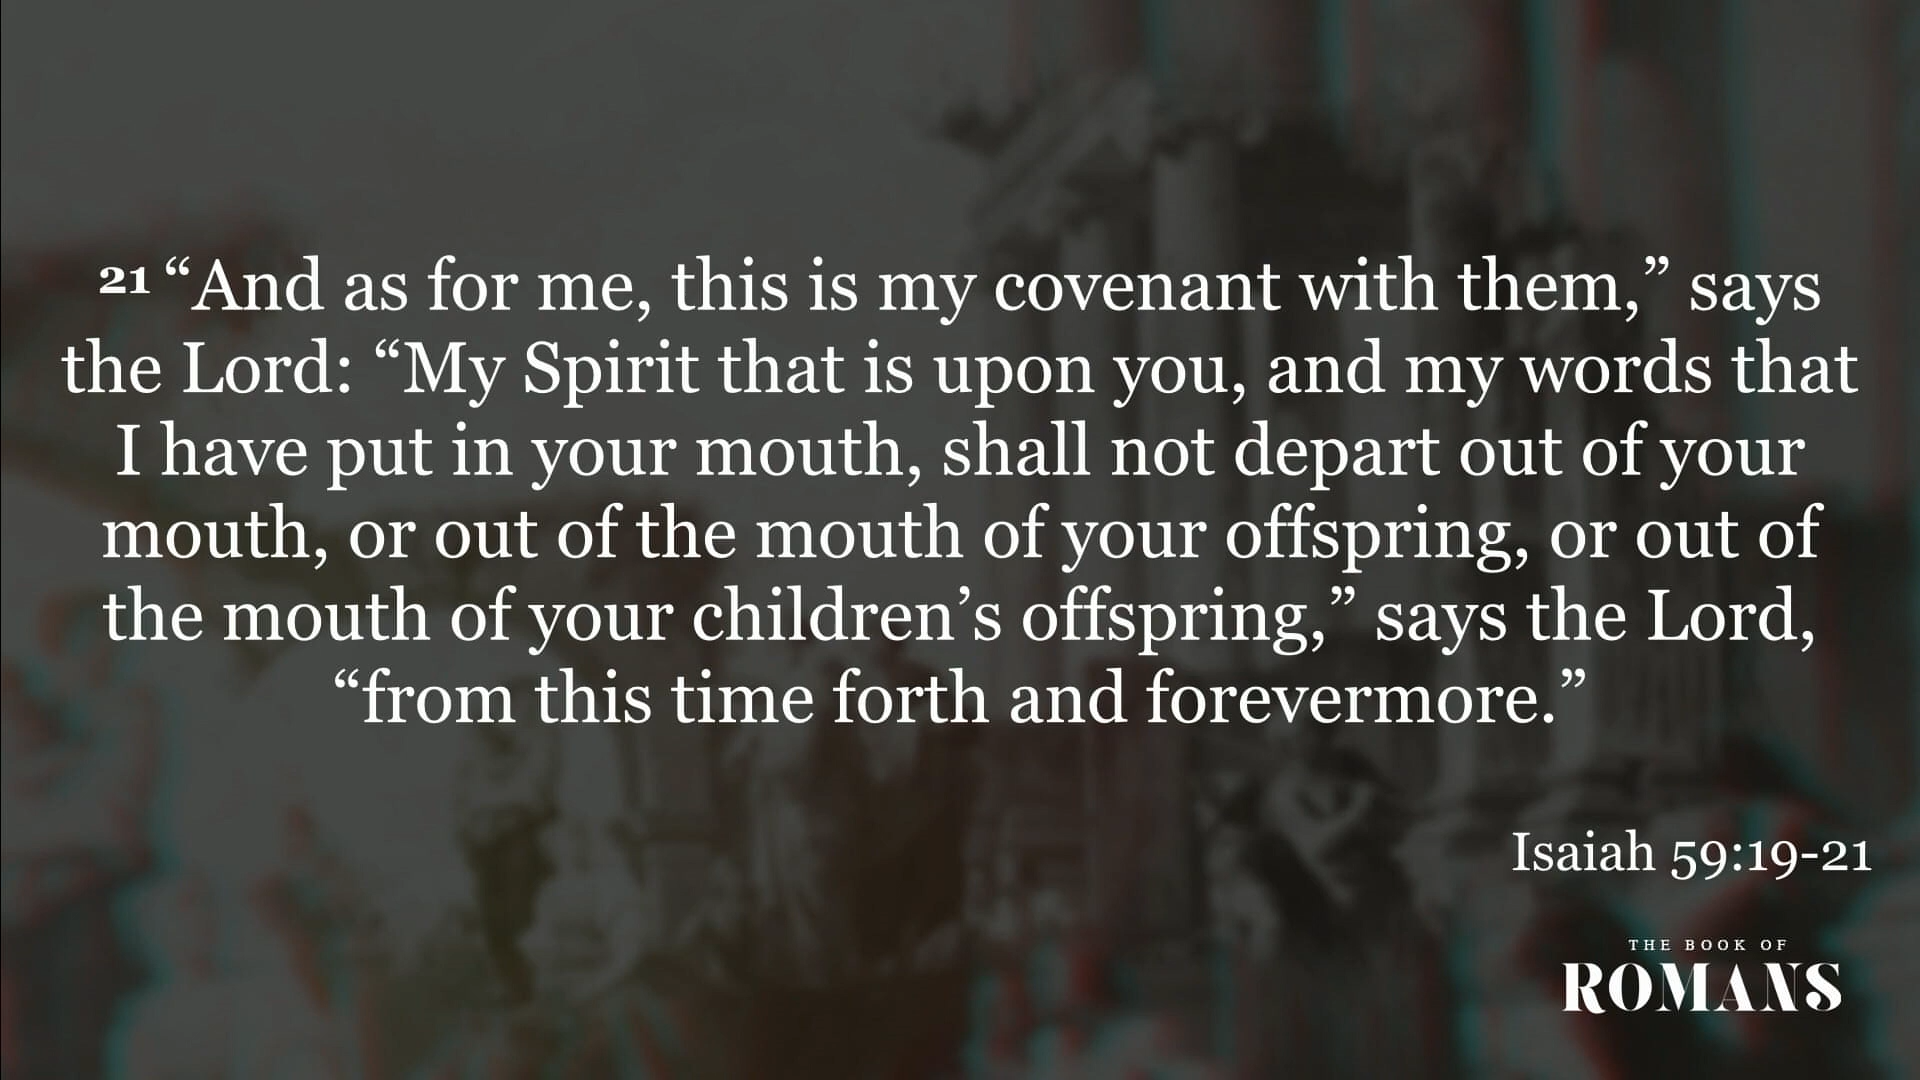 21 “And as for me, this is my covenant with them,” says
the Lord: “My Spirit that is upon you, and my words that
I have put in your mouth, shall not depart out of your
mouth, or out of the mouth of your offspring, or out of
the mouth of your children’s offspring,” says the Lord,
“from this time forth and forevermore.”
Isaiah 59:19-21
THE BOOK OF
ROMANS